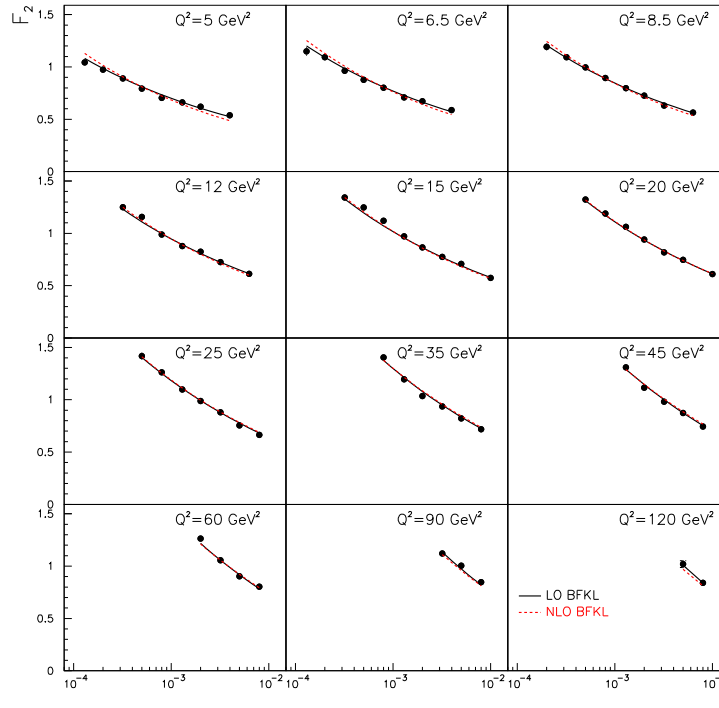 F₂
1.5
1
0.5
0
Q²=5 GeV²
Q²=6.5 GeV²
Q²=8.5 GeV²
1.5
1
0.5
0
Q²=12 GeV²
Q²=15 GeV²
Q²=20 GeV²
1.5
1
0.5
0
Q²=25 GeV²
Q²=35 GeV²
Q²=45 GeV²
1.5
1
0.5
0
Q²=60 GeV²
Q²=90 GeV²
Q²=120 GeV²
LO BFKL
NLO BFKL
10⁻⁴ 10⁻³ 10⁻² 10⁻⁴ 10⁻³ 10⁻² 10⁻⁴ 10⁻³ 10⁻